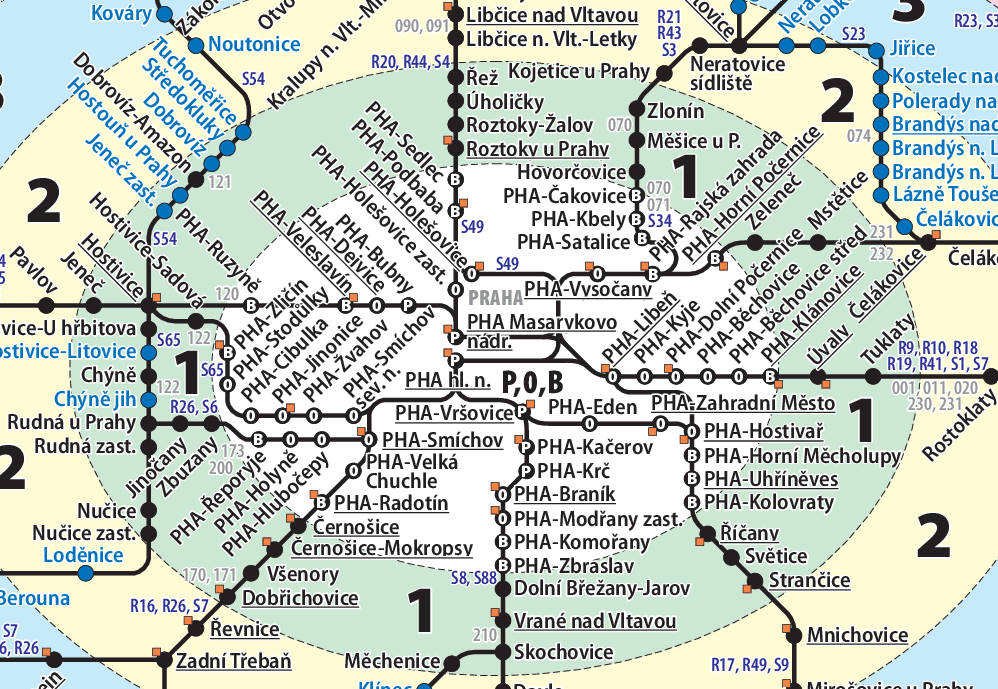 Kováry
Noutonice
Otvo
Kralupy n. Vlt.-M
090, 091
Libčice nad Vltavou
Libčice n. Vlt.-Letky
R20, R44, S4
Řež
Úholičky
Roztoky-Žalov
Roztoky u Prahy
R21
R43
S3
Kojetice u Prahy
Neratovice
sídliště
S23
3
R23, S3
Jiřice
Kostelec na
Polerady na
Brandýs nad
Brandýs n. L
Brandýs n. L
Lázně Touše
Čelákovic
074
2
Zlonín
070
Měšice u P.
Hovorčovice
PHA-Čakovice
PHA-Kbely
PHA-Satalice
070
071
S34
1
S54
Tuchoměřice
Středokluky
Dobrovíz
Dobrovíz-Amazon
Hostouň u Prahy
Jeneč zast.
121
2
S54
Hostivice-Sadová
Hostivice
Jeneč
Pavlov
PHA-Ruzyně
120
PHA-Veleslavín
PHA-Dejvice
PHA-Bubny
PHA-Holešovice zast.
PHA-Holešovice
PHA-Podbaba
PHA-Sedlec
S49
S49
PRAHA
PHA-Vysočany
PHA Masarykovo
nádr.
PHA hl. n.
P,0,B
PHA-Rajská zahrada
PHA-Horní Počernice
Zeleneč
Mstětice
231
232
Čelák
PHA-Libeň
PHA-Kyje
PHA-Dolní Počernice
PHA-Běchovice
PHA-Běchovice střed
PHA-Klánovice
Úvaly
Čelákovice
Tuklaty
R9, R10, R18
R19, R41, S1, S7
001 011, 020
230, 231
Rostoklaty
1
2
vice-U hřbitova
ostivice-Litovice
Chýně
Chýně jih
Rudná u Prahy
Rudná zast.
S65
122
122
S65
1
R26, S6
Jinočany
Zbuzany
173
200
PHA-Zličín
PHA-Stodůlky
PHA-Cibulka
PHA-Jinonice
PHA-Žvahov
PHA-Smíchov
sev. n.
PHA-Řeporyje
PHA-Holyně
PHA-Hlubočepy
PHA-Smíchov
PHA-Velká
Chuchle
PHA-Radotín
Černošice
Černošice-Mokropsy
Všenory
170, 171
Dobřichovice
R16, R26, S7
Řevnice
Zadní Třebaň
2
Nučice
Nučice zast.
Loděnice
Berouna
S7
6, R26
ein
PHA-Vršovice
PHA-Eden
PHA-Zahradní Město
PHA-Kačerov
PHA-Krč
PHA-Braník
PHA-Modřany zast.
PHA-Komořany
PHA-Zbraslav
S8, S88
Dolní Břežany-Jarov
1
Vrané nad Vltavou
210
Skochovice
Měchenice
Klínec
Davle
PHA-Hostivař
PHA-Horní Měcholupy
PHA-Uhříněves
PHA-Kolovraty
Říčany
Světice
Strančice
Mnichovice
R17, R49, S9
Mirošovice u Prahy